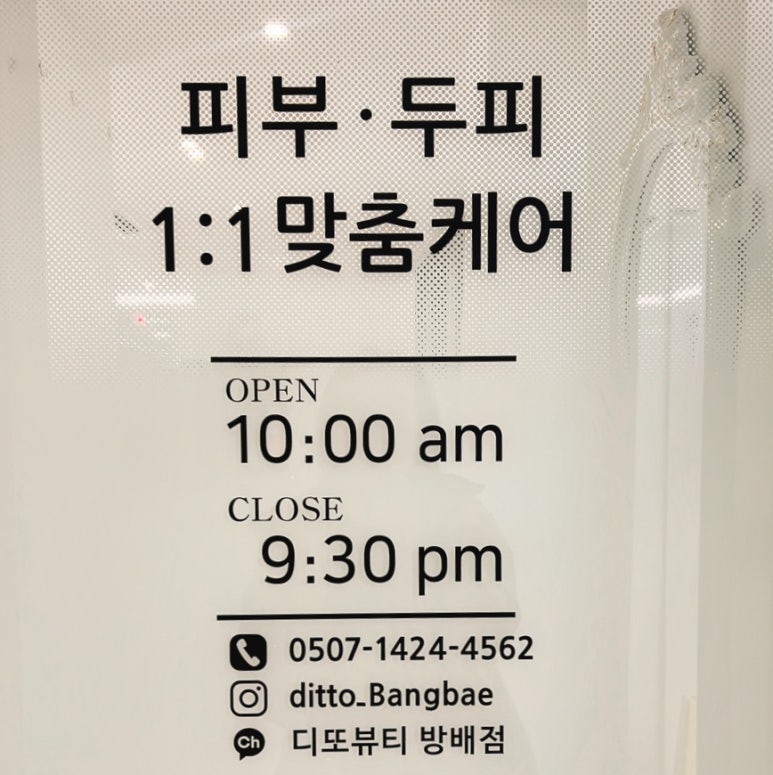 피부·두피
1:1맞춤케어
OPEN
10:00 am
CLOSE
9:30 pm
0507-1424-4562
ditto_Bangbae
Ch 디또뷰티 방배점